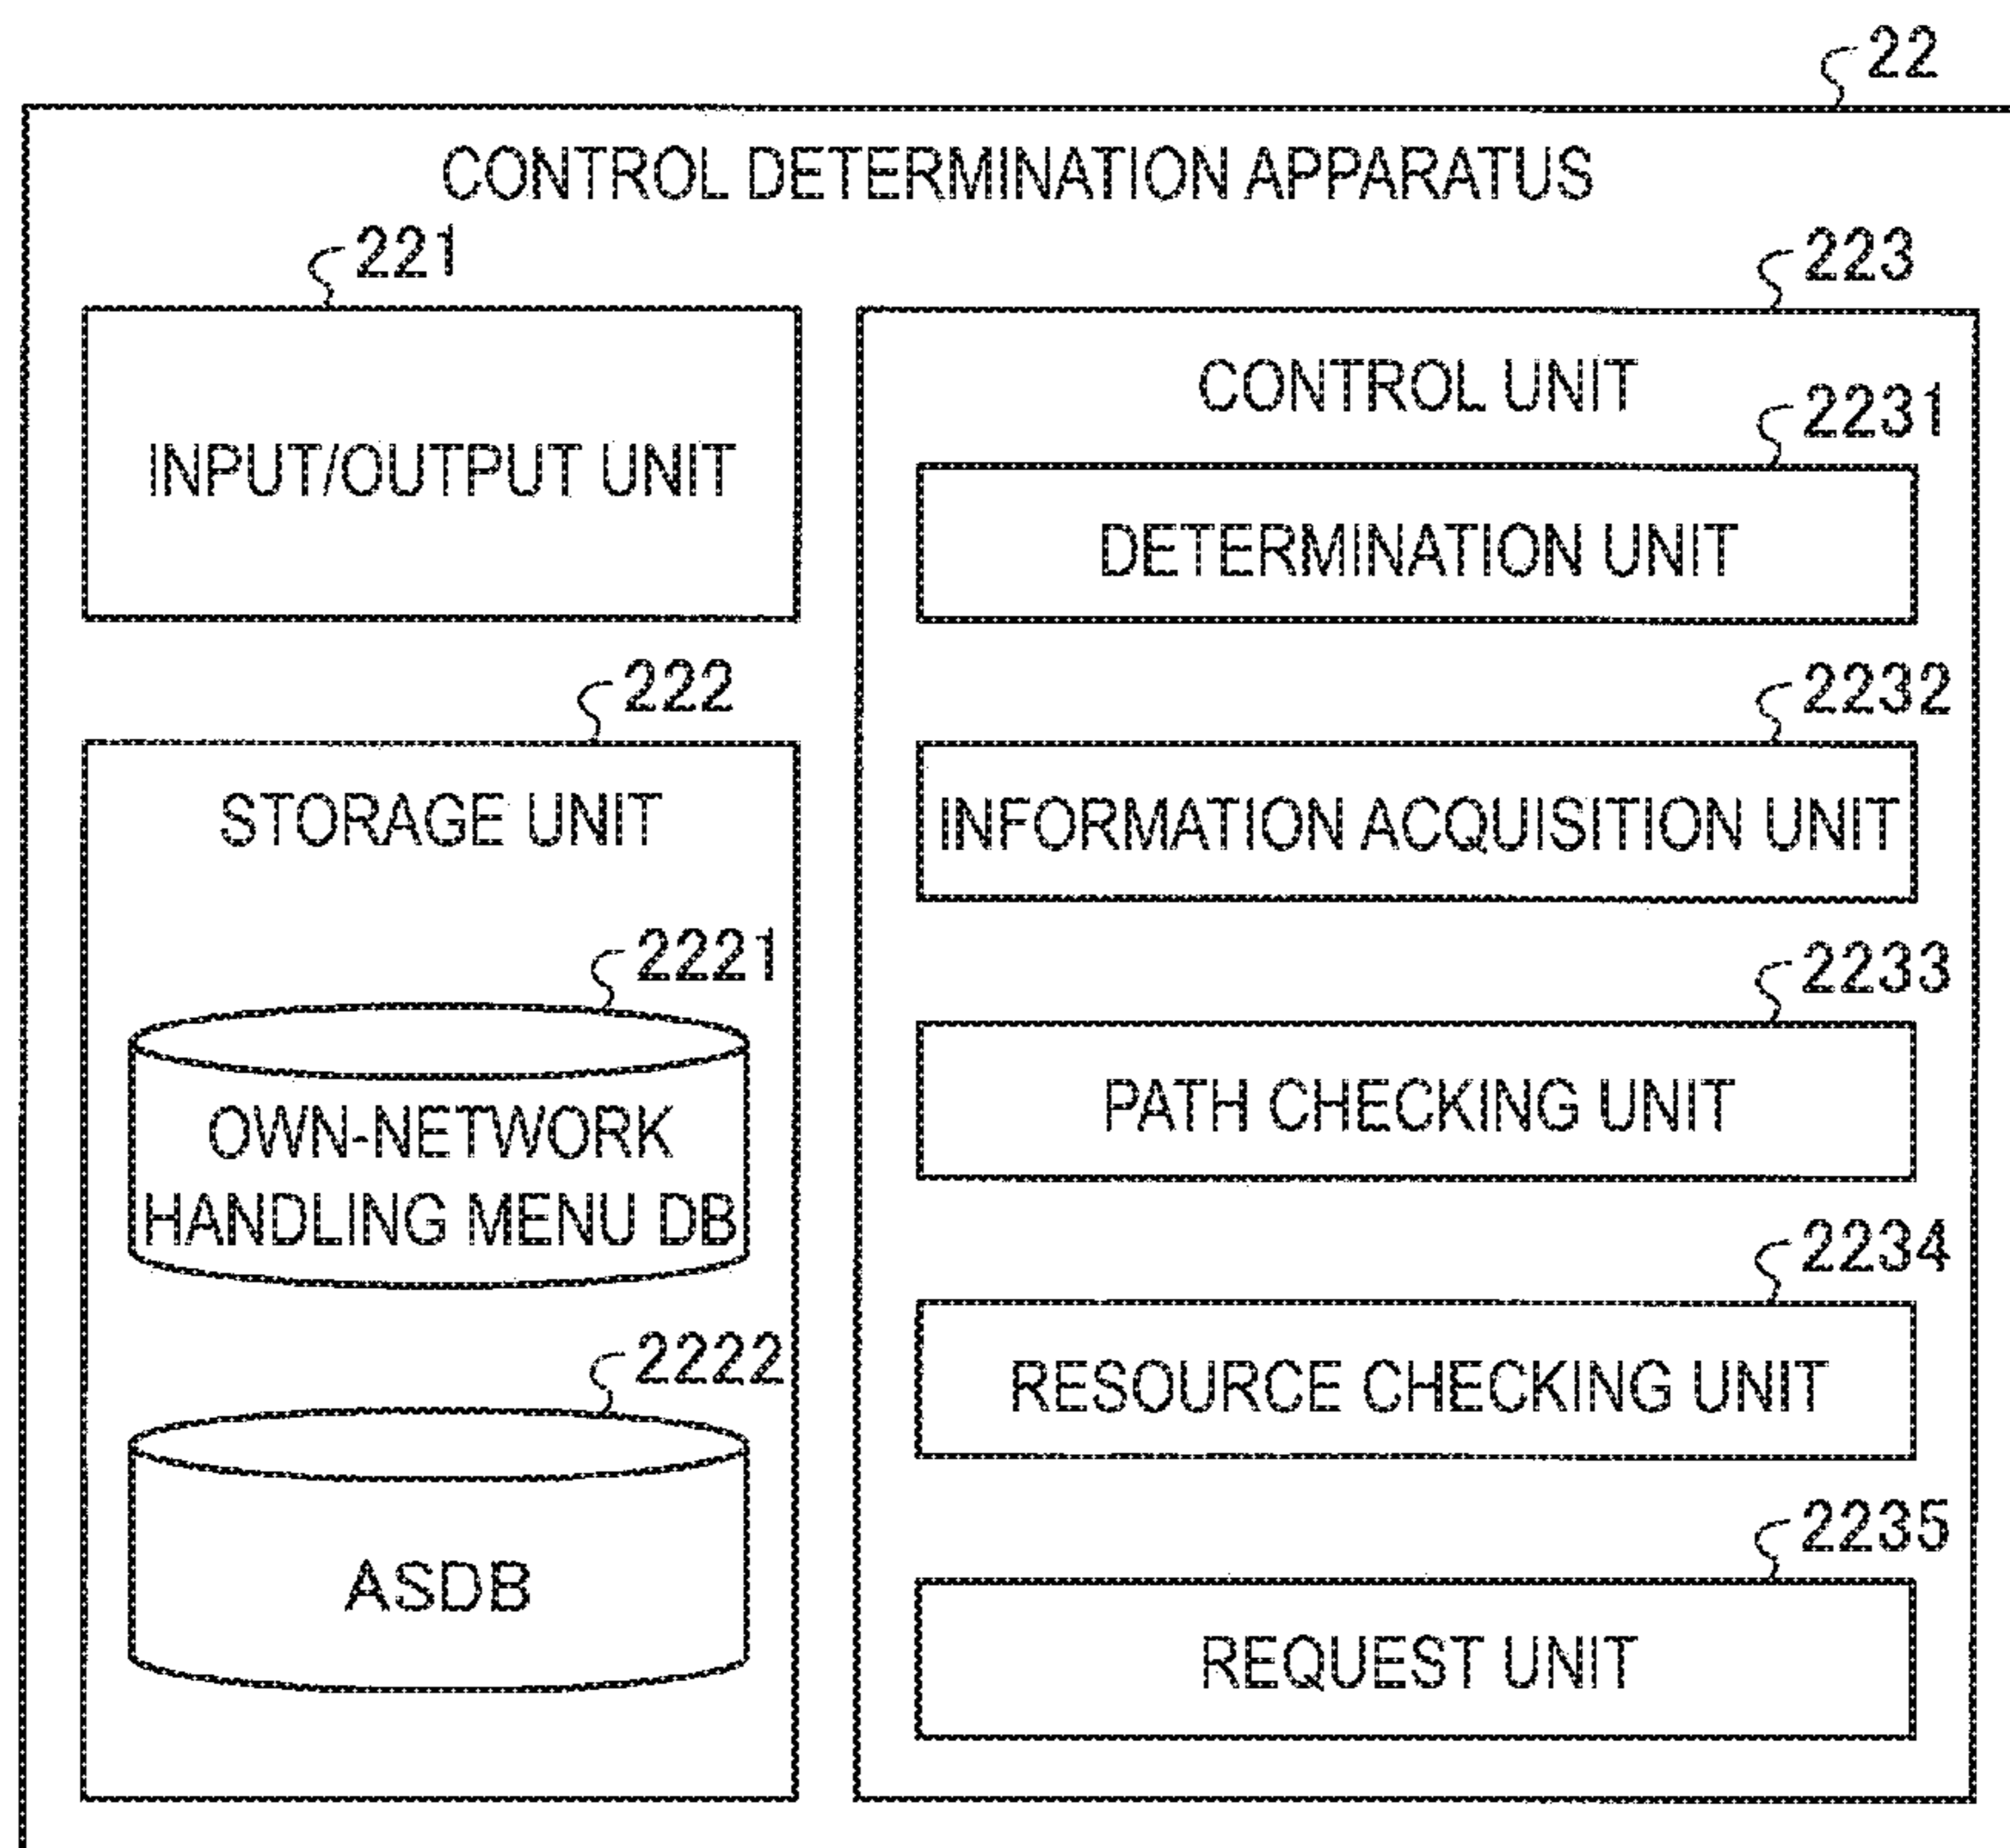 22
CONTROL DETERMINATION APPARATUS
221
INPUT/OUTPUT UNIT
222
STORAGE UNIT
2221
OWN-NETWORK
HANDLING MENU DB
2222
ASDB
223
CONTROL UNIT
2231
DETERMINATION UNIT
2232
INFORMATION ACQUISITION UNIT
2233
PATH CHECKING UNIT
2234
RESOURCE CHECKING UNIT
2235
REQUEST UNIT